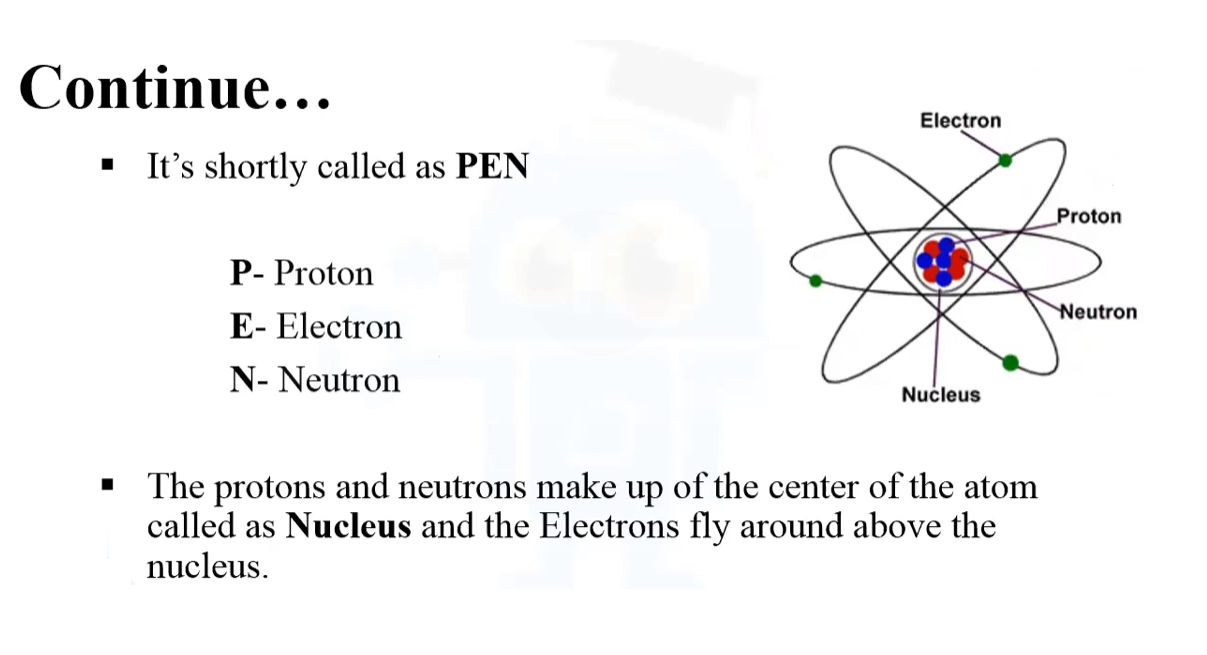 Continue…
▪ It’s shortly called as PEN
P- Proton
E- Electron
N- Neutron
Electron
Proton
Neutron
Nucleus
▪ The protons and neutrons make up of the center of the atom
called as Nucleus and the Electrons fly around above the
nucleus.